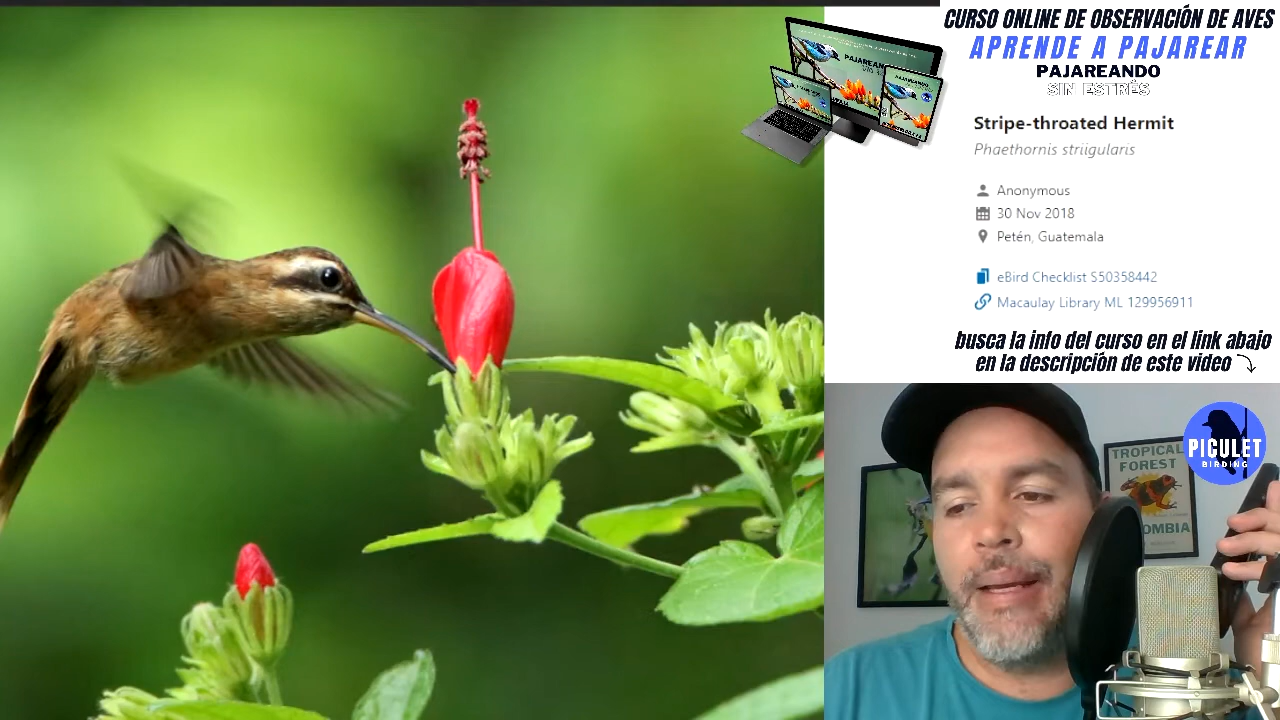 CURSO ONLINE DE OBSERVACIÓN DE AVES
APRENDE A PAJAREAR
PAJAREANDO
SIN ESTRÉS
Stripe-throated Hermit
Phaethornis striigularis
Anonymous
30 Nov 2018
Petén, Guatemala
eBird Checklist S50358442
Macaulay Library ML 129956911
busca la info del curso en el link abajo
en la descripción de este video
TROPICAL
FOREST
OMBIA
PICULET
BIRDING